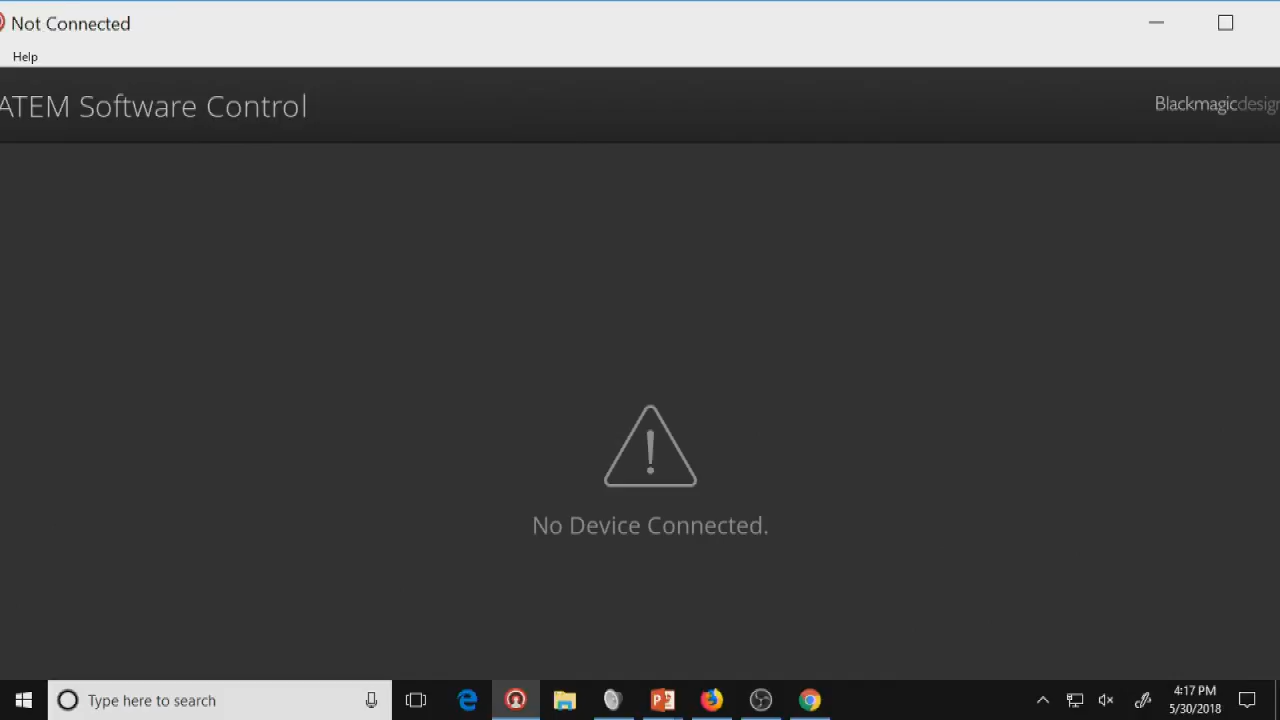 Not Connected
Help
ATEM Software Control
Blackmagicdesign
No Device Connected.
Type here to search
4:17 PM
5/30/2018